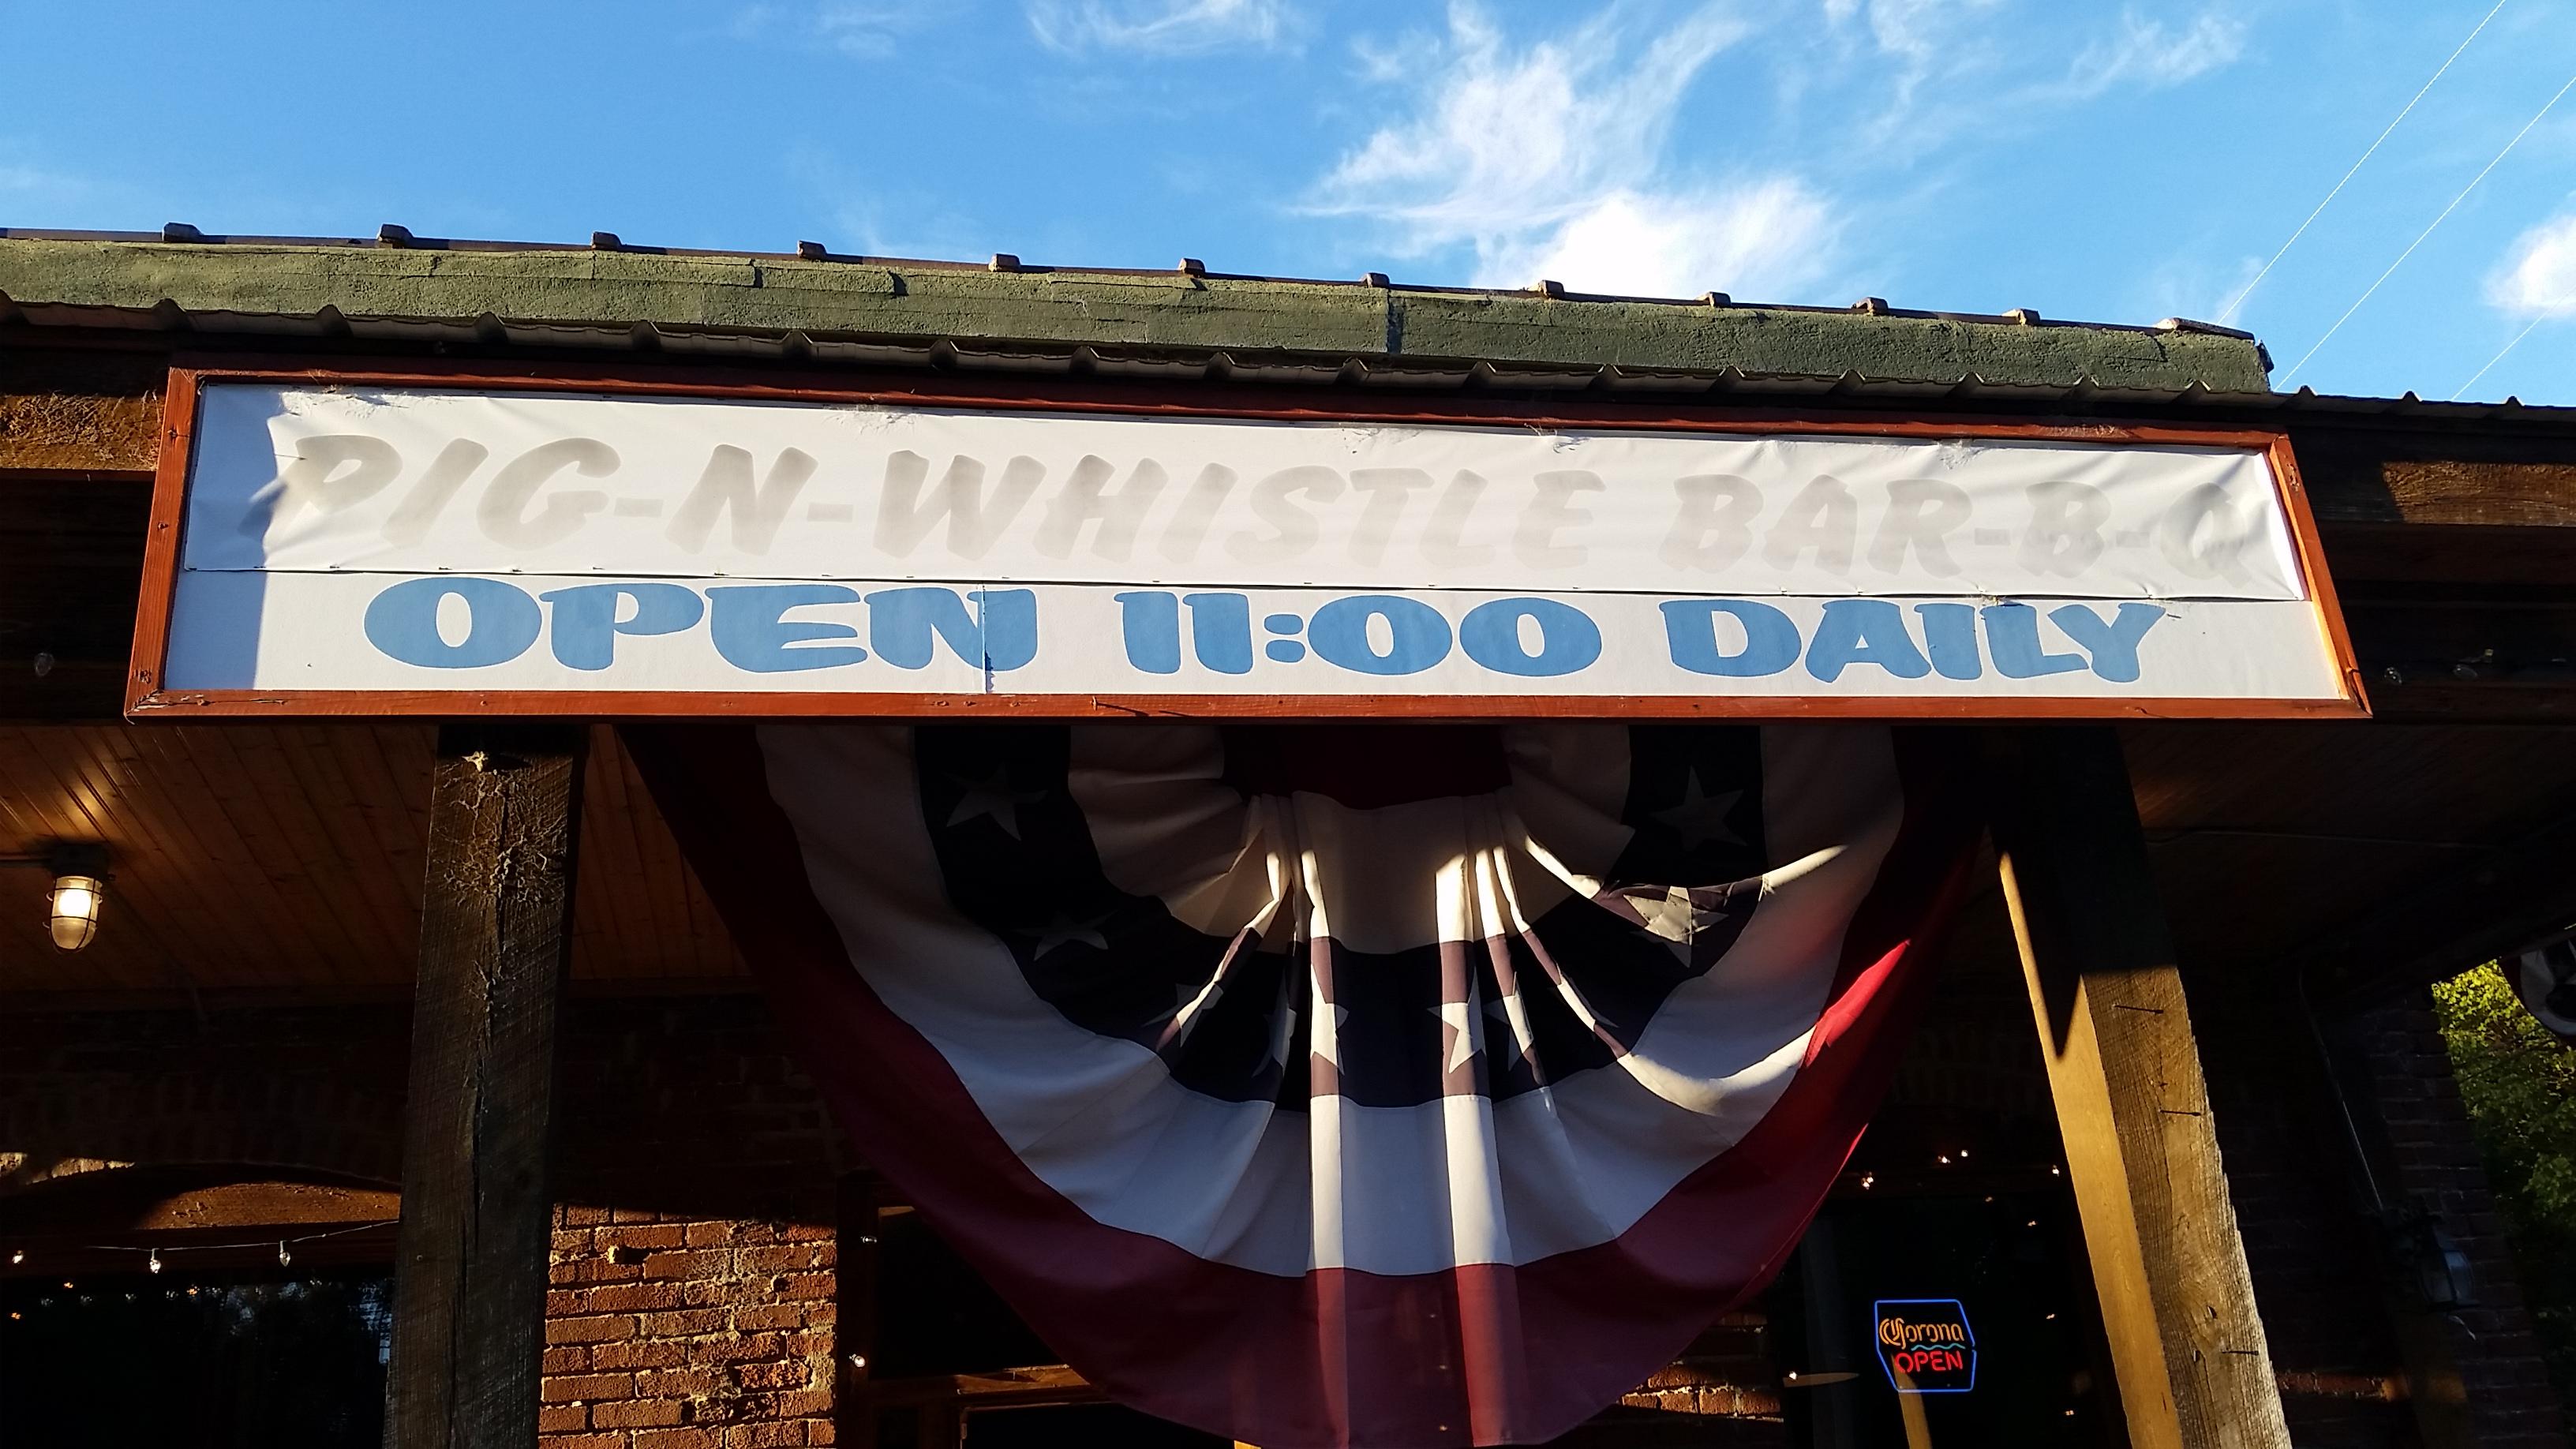 PIG-N-WHISTLE BAR-B-Q
OPEN 11:00 DAILY
Corona
OPEN